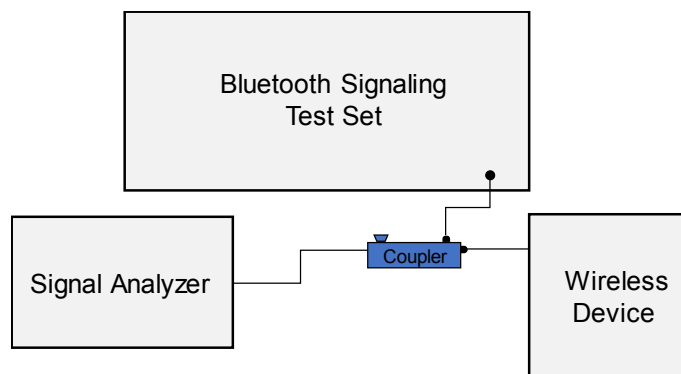 Bluetooth Signaling
Test Set
Coupler
Signal Analyzer
Wireless
Device